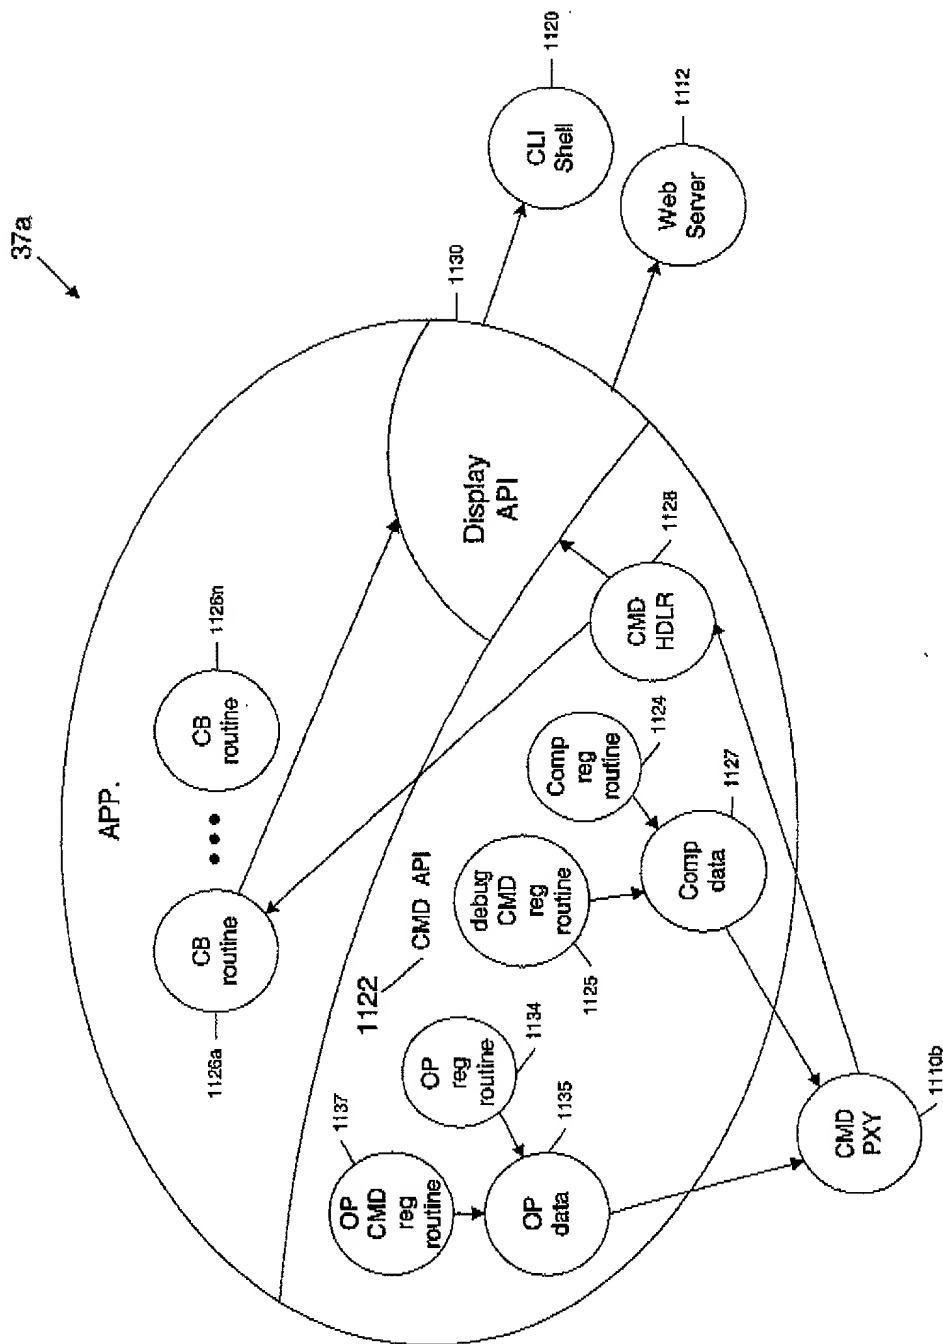 37a
APP.
CB
routine
1126a
CB
routine
1126n
1130
CLI
Shell
1120
Web
Server
1112
Display
API
1122
CMD API
OP
CMD
reg
routine
1137
OP
reg
routine
1134
OP
data
1135
debug
CMD
reg
routine
1125
Comp
reg
routine
1124
Comp
data
1127
CMD
HDLR
1128
CMD
PXY
1110b